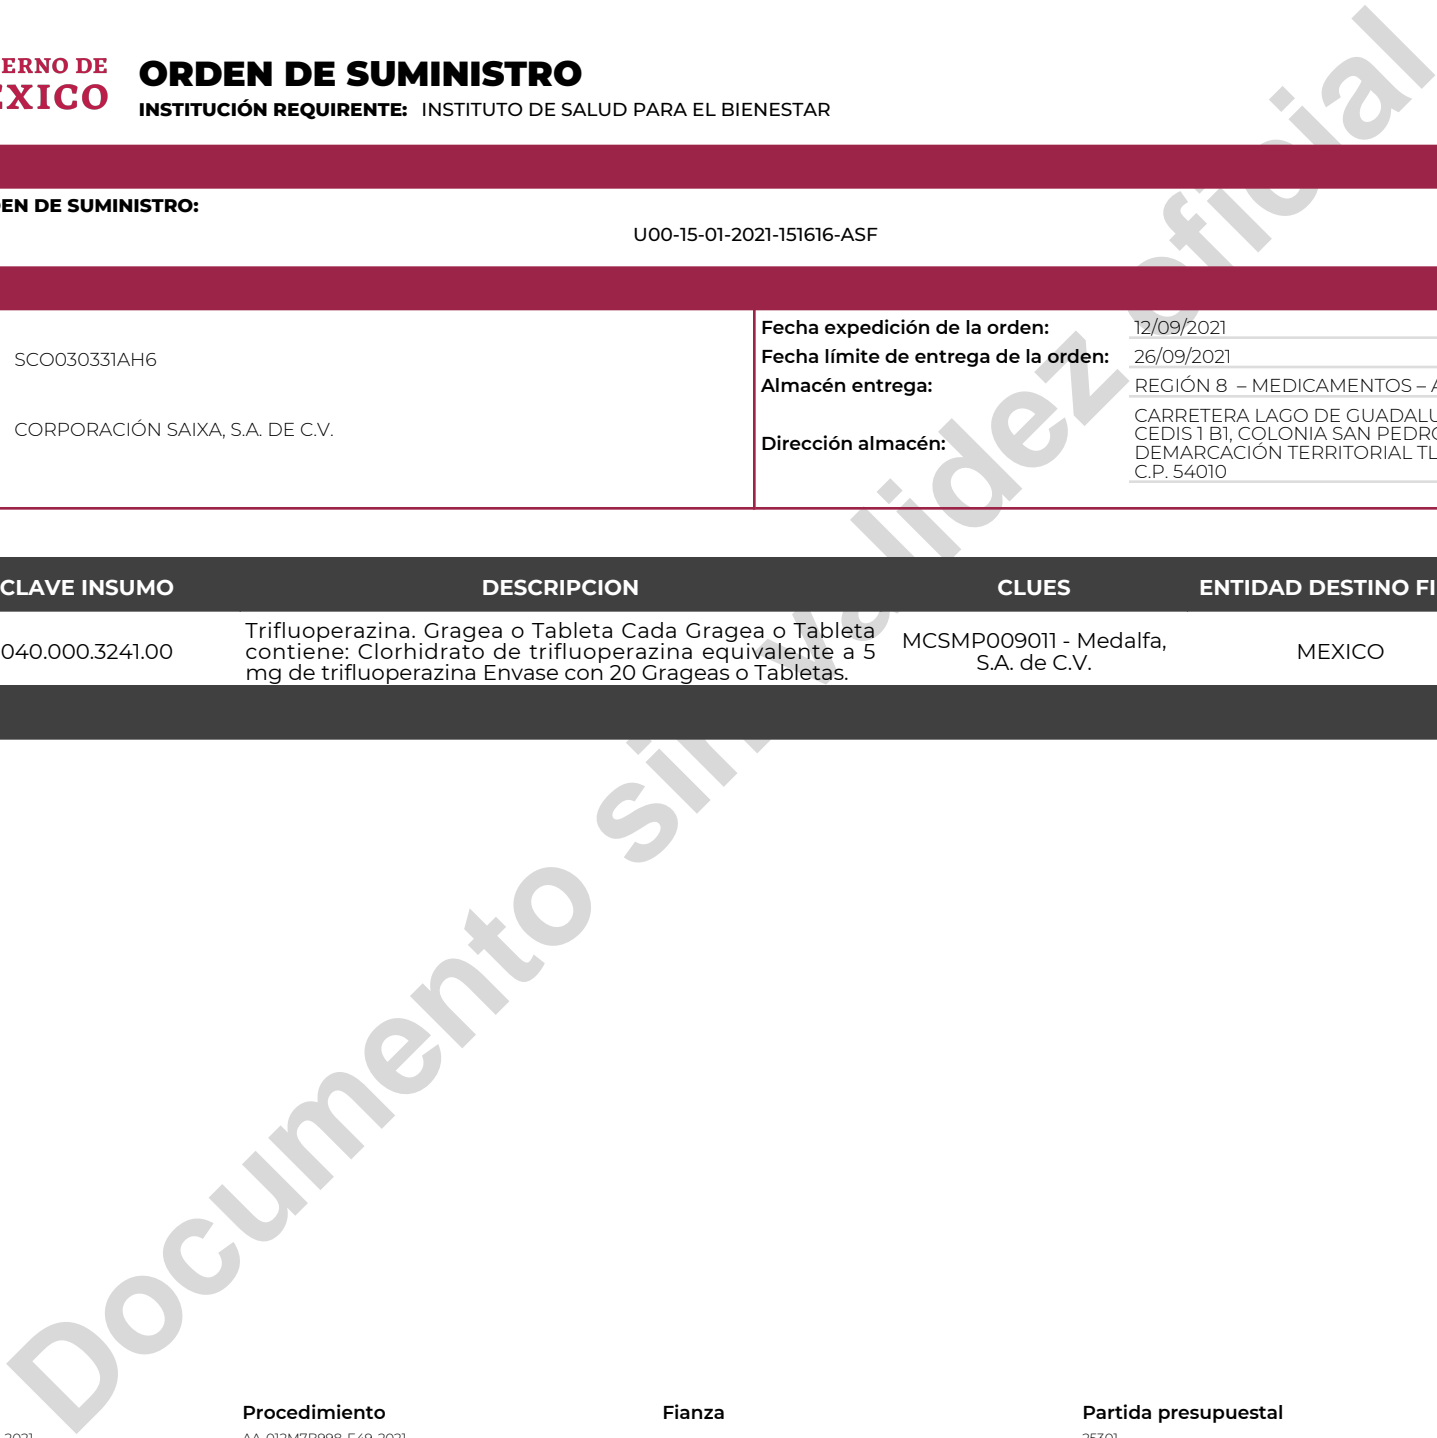 ERNO DE
ORDEN DE SUMINISTRO
INSTITUCIÓN REQUIRENTE: INSTITUTO DE SALUD PARA EL BIENESTAR
EN DE SUMINISTRO:
U00-15-01-2021-151616-ASF
SCO030331AH6
CORPORACIÓN SAIXA, S.A. DE C.V.
Fecha expedición de la orden: 12/09/2021
Fecha límite de entrega de la orden: 26/09/2021
Almacén entrega: REGIÓN 8 – MEDICAMENTOS – A
Dirección almacén:
CARRETERA LAGO DE GUADALU
CEDIS 1 B1, COLONIA SAN PEDRO
DEMARCACIÓN TERRITORIAL TL
C.P. 54010
CLAVE INSUMO DESCRIPCION CLUES ENTIDAD DESTINO FI
040.000.3241.00
Trifluoperazina. Gragea o Tableta Cada Gragea o Tableta
contiene: Clorhidrato de trifluoperazina equivalente a 5
mg de trifluoperazina Envase con 20 Grageas o Tabletas.
MCSMP009011 - Medalfa,
S.A. de C.V.
MEXICO
Documento sin validez oficial
Procedimiento Fianza Partida presupuestal